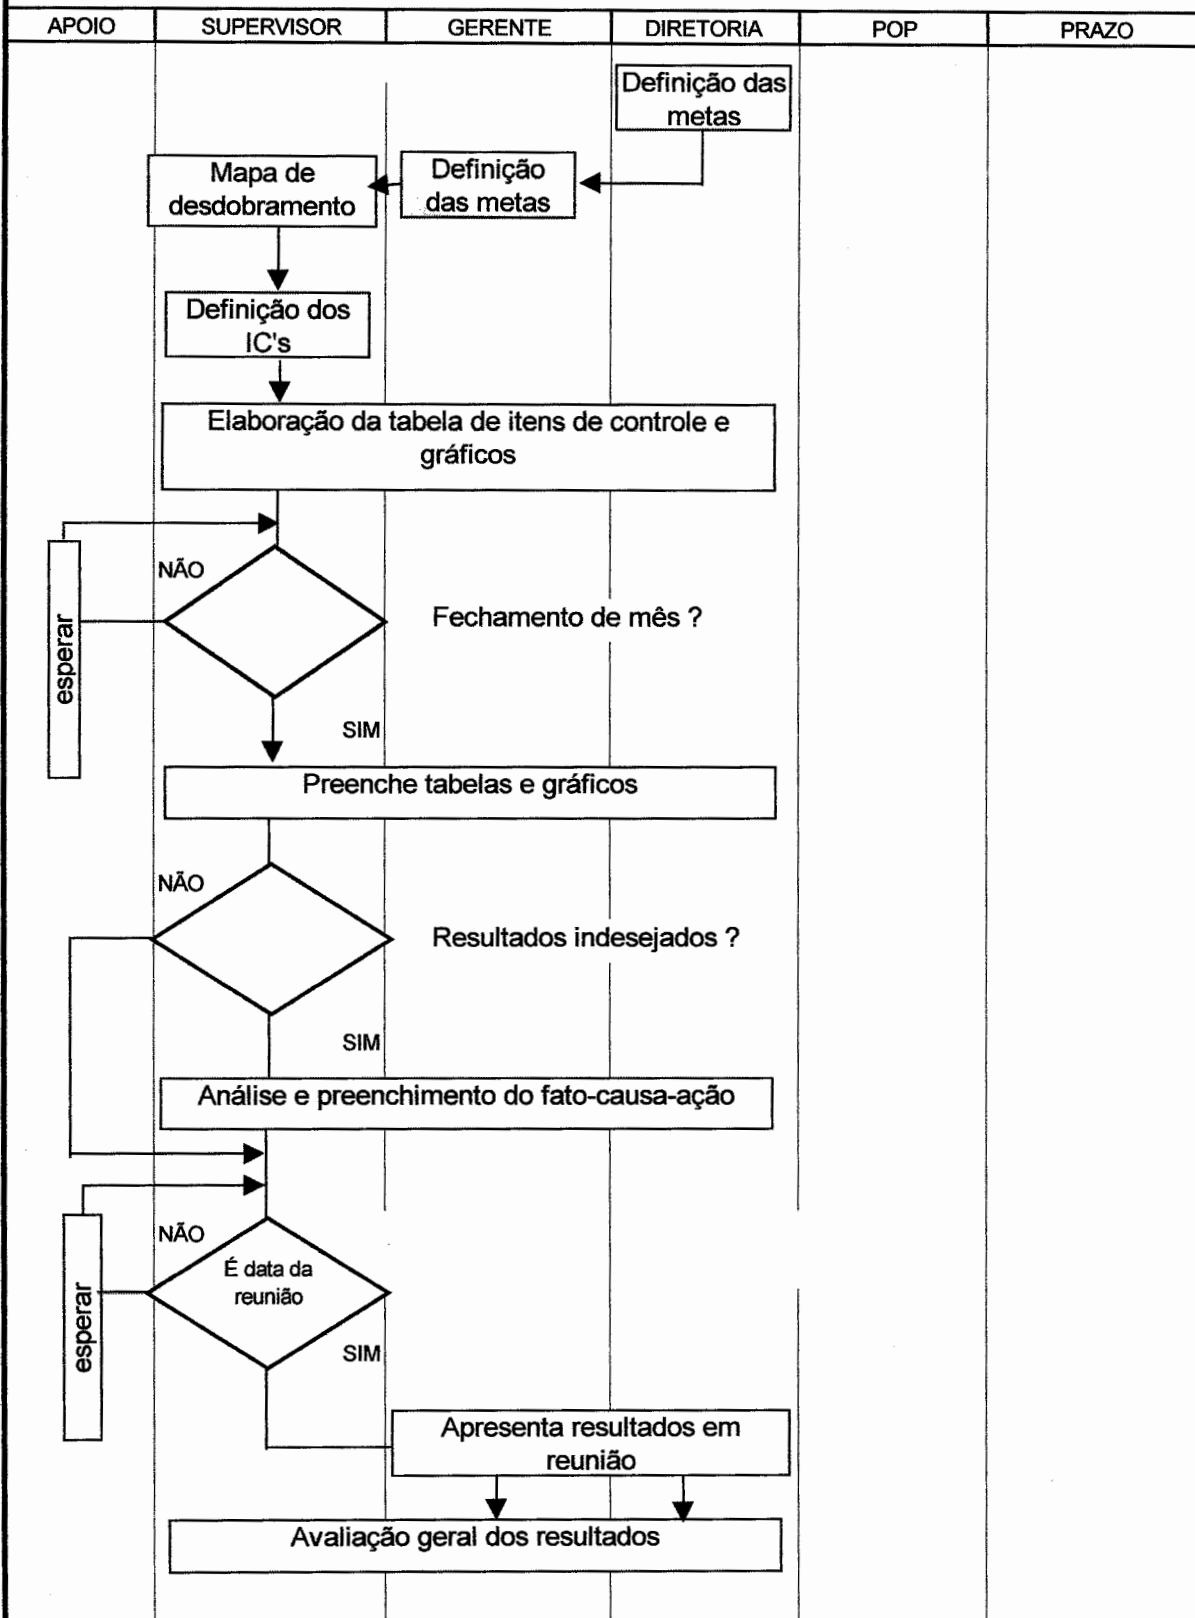 APOIO
SUPERVISOR
GERENTE
DIRETORIA
POP
PRAZO
Definição das
metas
Definição
das metas
Mapa de
desdobramento
Definição dos
IC's
Elaboração da tabela de itens de controle e
gráficos
NÃO
Fechamento de mês ?
esperar
SIM
Preenche tabelas e gráficos
NÃO
Resultados indesejados ?
SIM
Análise e preenchimento do fato-causa-ação
NÃO
É data da
reunião
esperar
SIM
Apresenta resultados em
reunião
Avaliação geral dos resultados